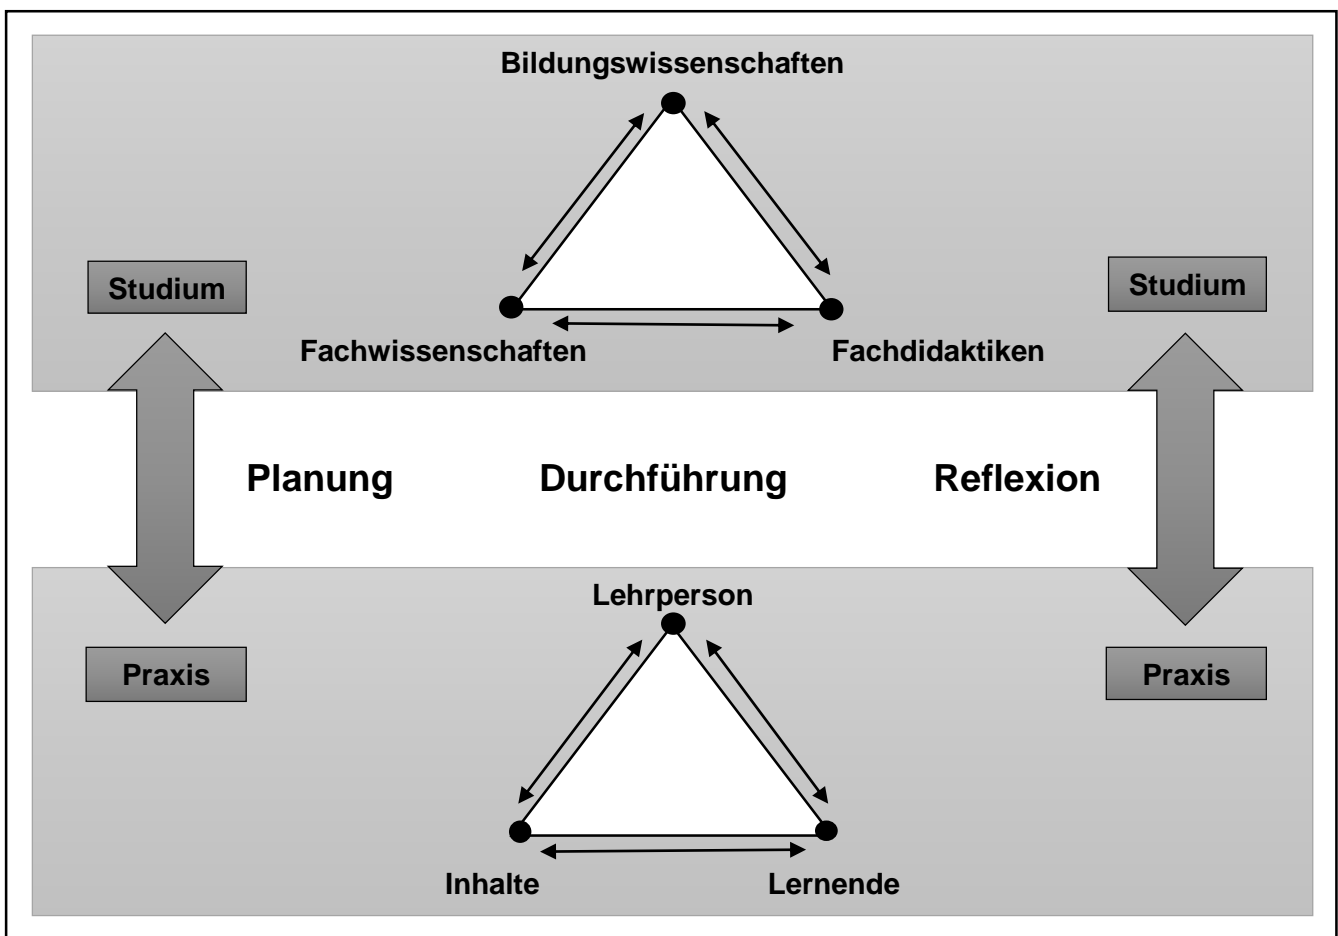 Bildungswissenschaften
Studium
Studium
Fachwissenschaften
Fachdidaktiken
Planung
Durchführung
Reflexion
Lehrperson
Praxis
Praxis
Inhalte
Lernende